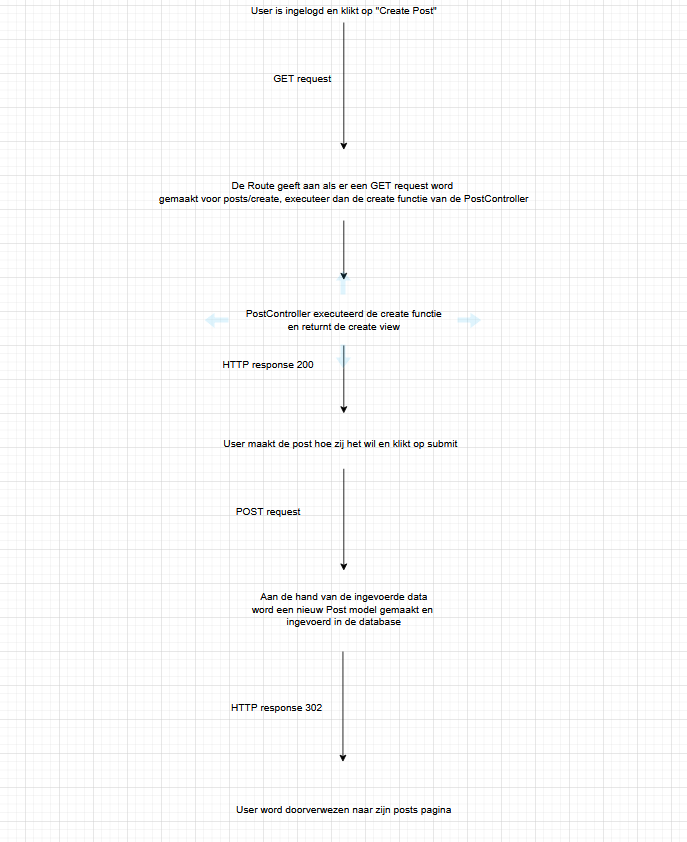 User is ingelogd en klikt op "Create Post"
GET request
De Route geeft aan als er een GET request word
gemaakt voor posts/create, executeer dan de create functie van de PostController
PostController executeerd de create functie
en returnt de create view
HTTP response 200
User maakt de post hoe zij het wil en klikt op submit
POST request
Aan de hand van de ingevoerde data
word een nieuw Post model gemaakt en
ingevoerd in de database
HTTP response 302
User word doorverwezen naar zijn posts pagina